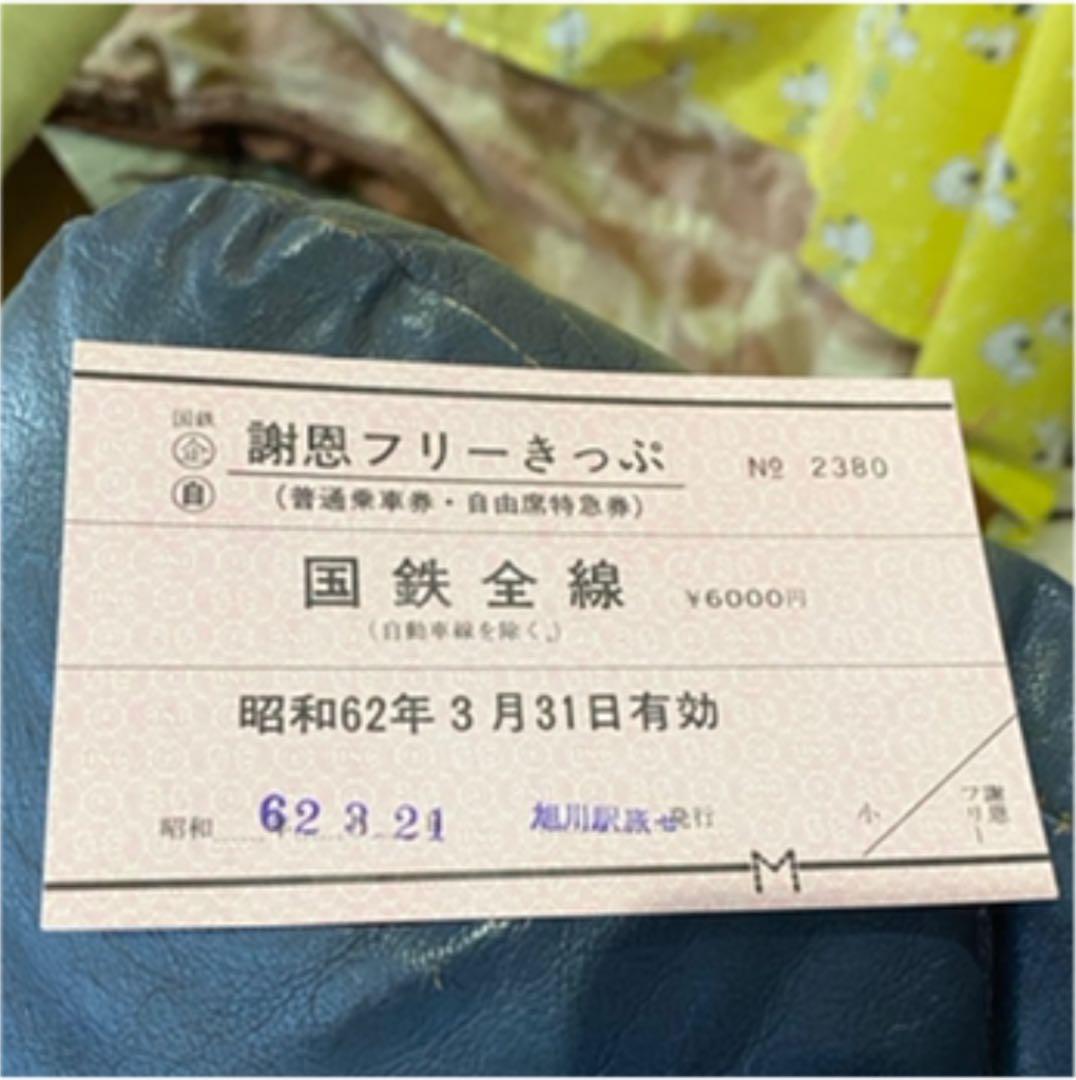 国鉄
企 謝恩フリーきっぷ № 2380
自 (普通乗車券・自由席特急券)
国鉄全線 ¥6000円
(自動車線を除く。)
昭和62年3月31日有効
昭和 62 3 21 旭川駅旅セ発行
小
謝恩
フリー